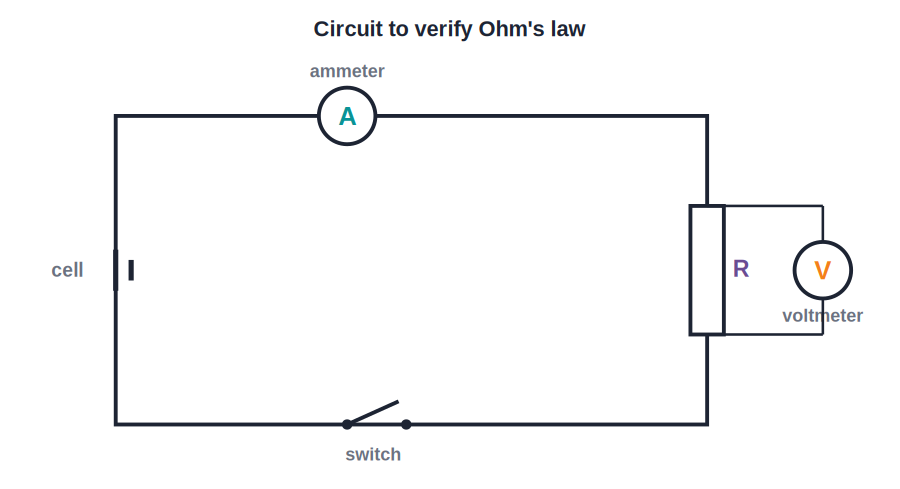 Circuit to verify Ohm's law
ammeter
A
cell
R
V
voltmeter
switch